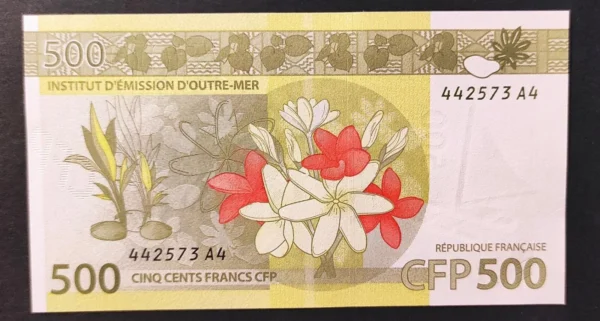 500
INSTITUT D'ÉMISSION D'OUTRE-MER
442573 A4
442573 A4
RÉPUBLIQUE FRANÇAISE
500 CINQ CENTS FRANCS CFP
CFP 500